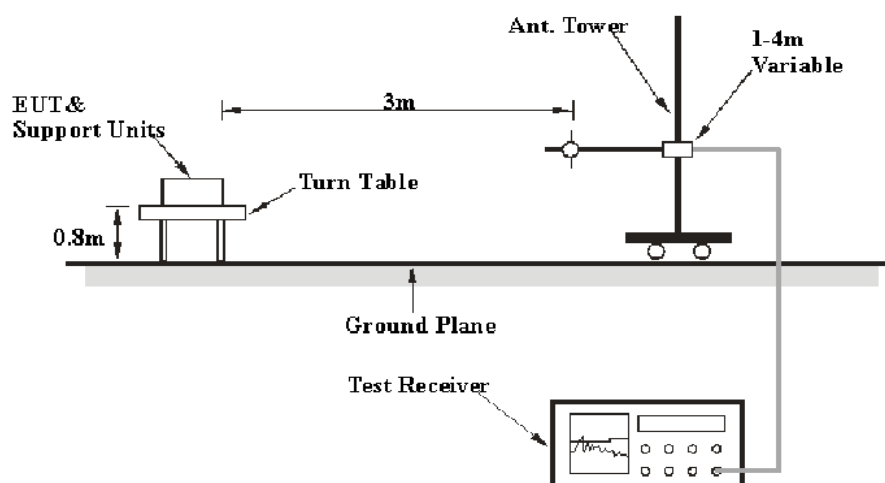 Ant. Tower
1-4m
Variable
3m
EUT &
Support Units
Turn Table
0.8m
Ground Plane
Test Receiver